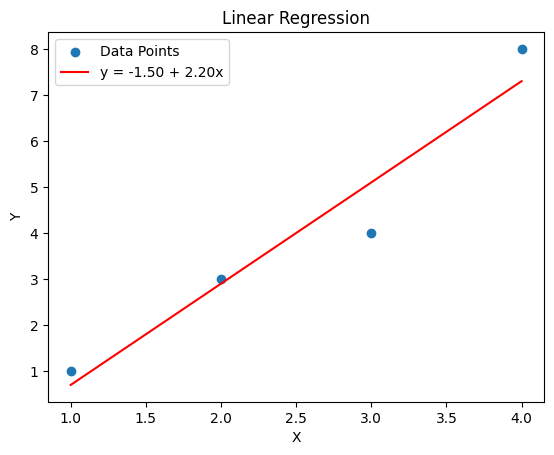 Linear Regression
Data Points
y = -1.50 + 2.20x
8
7
6
5
4
3
2
1
Y
1.0 1.5 2.0 2.5 3.0 3.5 4.0
X